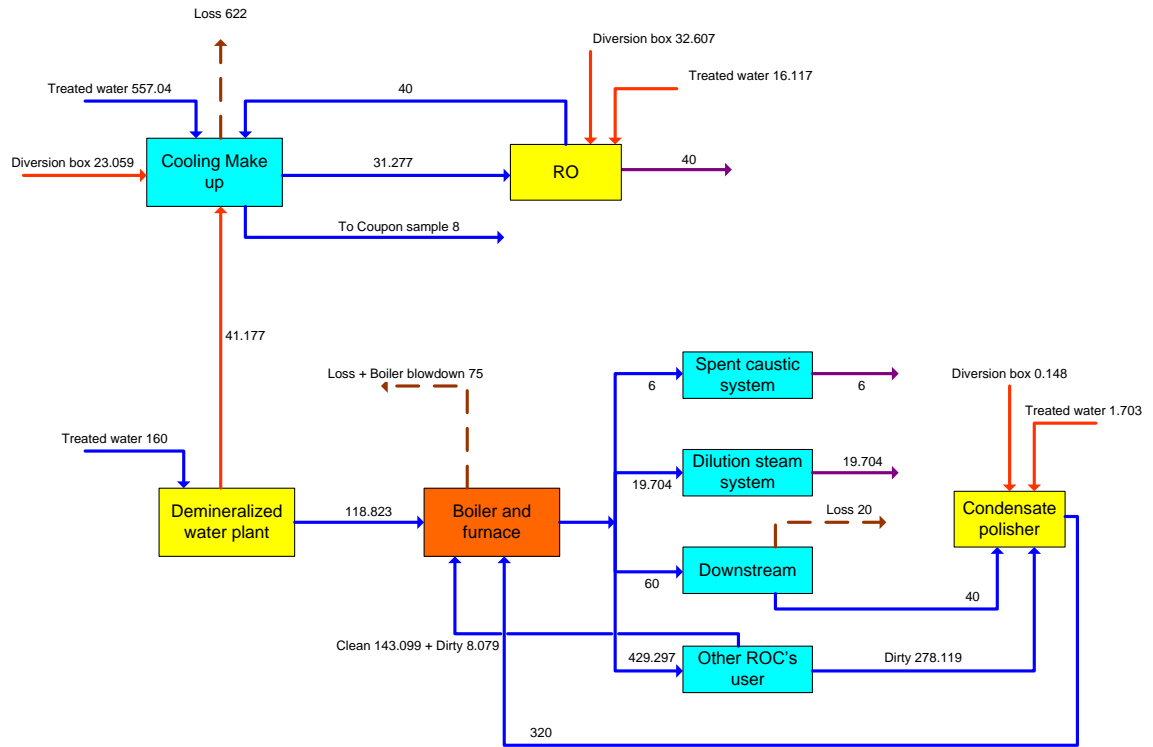 Loss 622
Diversion box 32.607
Treated water 557.04
40
Treated water 16.117
Diversion box 23.059
Cooling Make
up
31.277
RO
40
To Coupon sample 8
41.177
Loss + Boiler blowdown 75
Spent caustic
system
6
6
Diversion box 0.148
Treated water 1.703
Treated water 160
Dilution steam
system
19.704
19.704
Demineralized
water plant
118.823
Boiler and
furnace
Loss 20
Condensate
polisher
Downstream
60
40
Clean 143.099 + Dirty 8.079
429.297
Other ROC's
user
Dirty 278.119
320